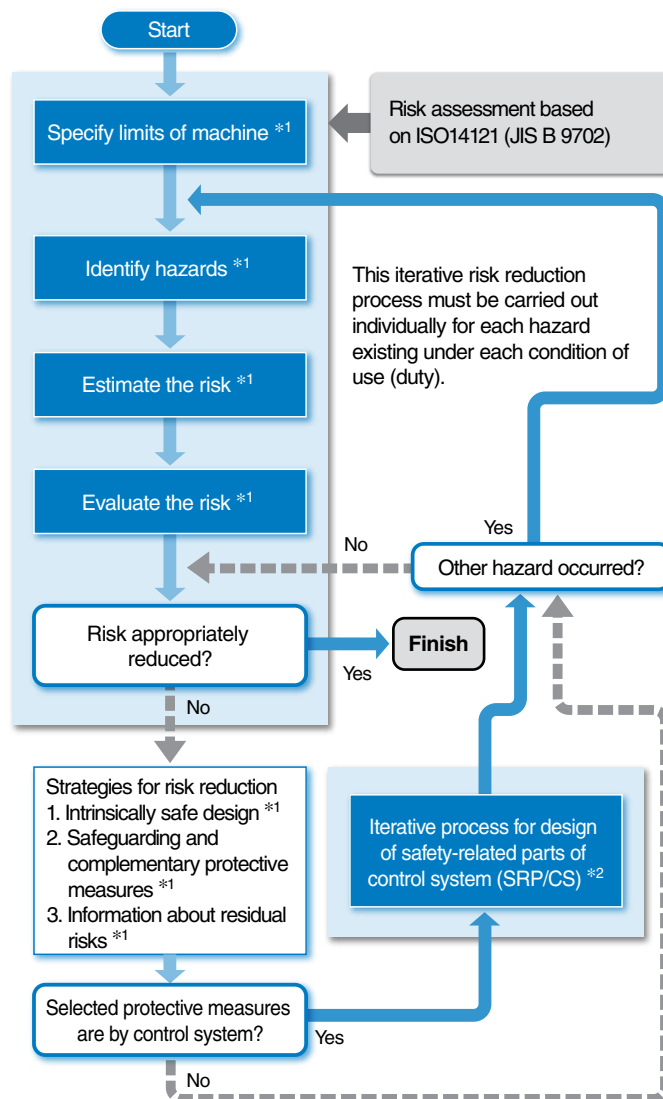 Start
Specify limits of machine *1
Risk assessment based
on ISO14121 (JIS B 9702)
Identify hazards *1
This iterative risk reduction
process must be carried out
individually for each hazard
existing under each condition of
use (duty).
Estimate the risk *1
Evaluate the risk *1
Yes
No
Other hazard occurred?
Risk appropriately
reduced?
Finish
Yes
No
Strategies for risk reduction
1. Intrinsically safe design *1
2. Safeguarding and
complementary protective
measures *1
3. Information about residual
risks *1
Iterative process for design
of safety-related parts of
control system (SRP/CS) *2
Selected protective measures
are by control system?
Yes
No